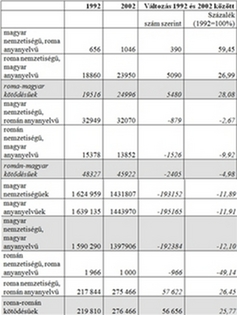 1992 2002 Változás 1992 és 2002 között
szám szerint Százalék
(1992=100%)
magyar
nemzetiségű, roma
anyanyelvű 656 1046 390 59,45
roma nemzetiségű,
magyar
anyanyelvű 18860 23950 5090 26,99
roma-magyar
kötődésűek 19516 24996 5480 28,08
magyar
nemzetiségű,
román anyanyelvű 32949 32070 -879 -2,67
román
nemzetiségű,
magyar
anyanyelvű 15378 13852 -1526 -9,92
román-magyar
kötődésűek 48327 45922 -2405 -4,98
magyar
nemzetiségűek 1 624 959 1431807 -193152 -11,89
magyar
anyanyelvűek 1 639 135 1443970 -195165 -11,91
magyar
nemzetiségű,
magyar
anyanyelvű 1 590 290 1397906 -192384 -12,10
román
nemzetiségű, roma
anyanyelvű 1 966 1 000 -966 -49,14
roma nemzetiségű,
román anyanyelvű 217 844 275 466 57 622 26,45
roma-román
kötődésűek 219 810 276 466 56 656 25,77